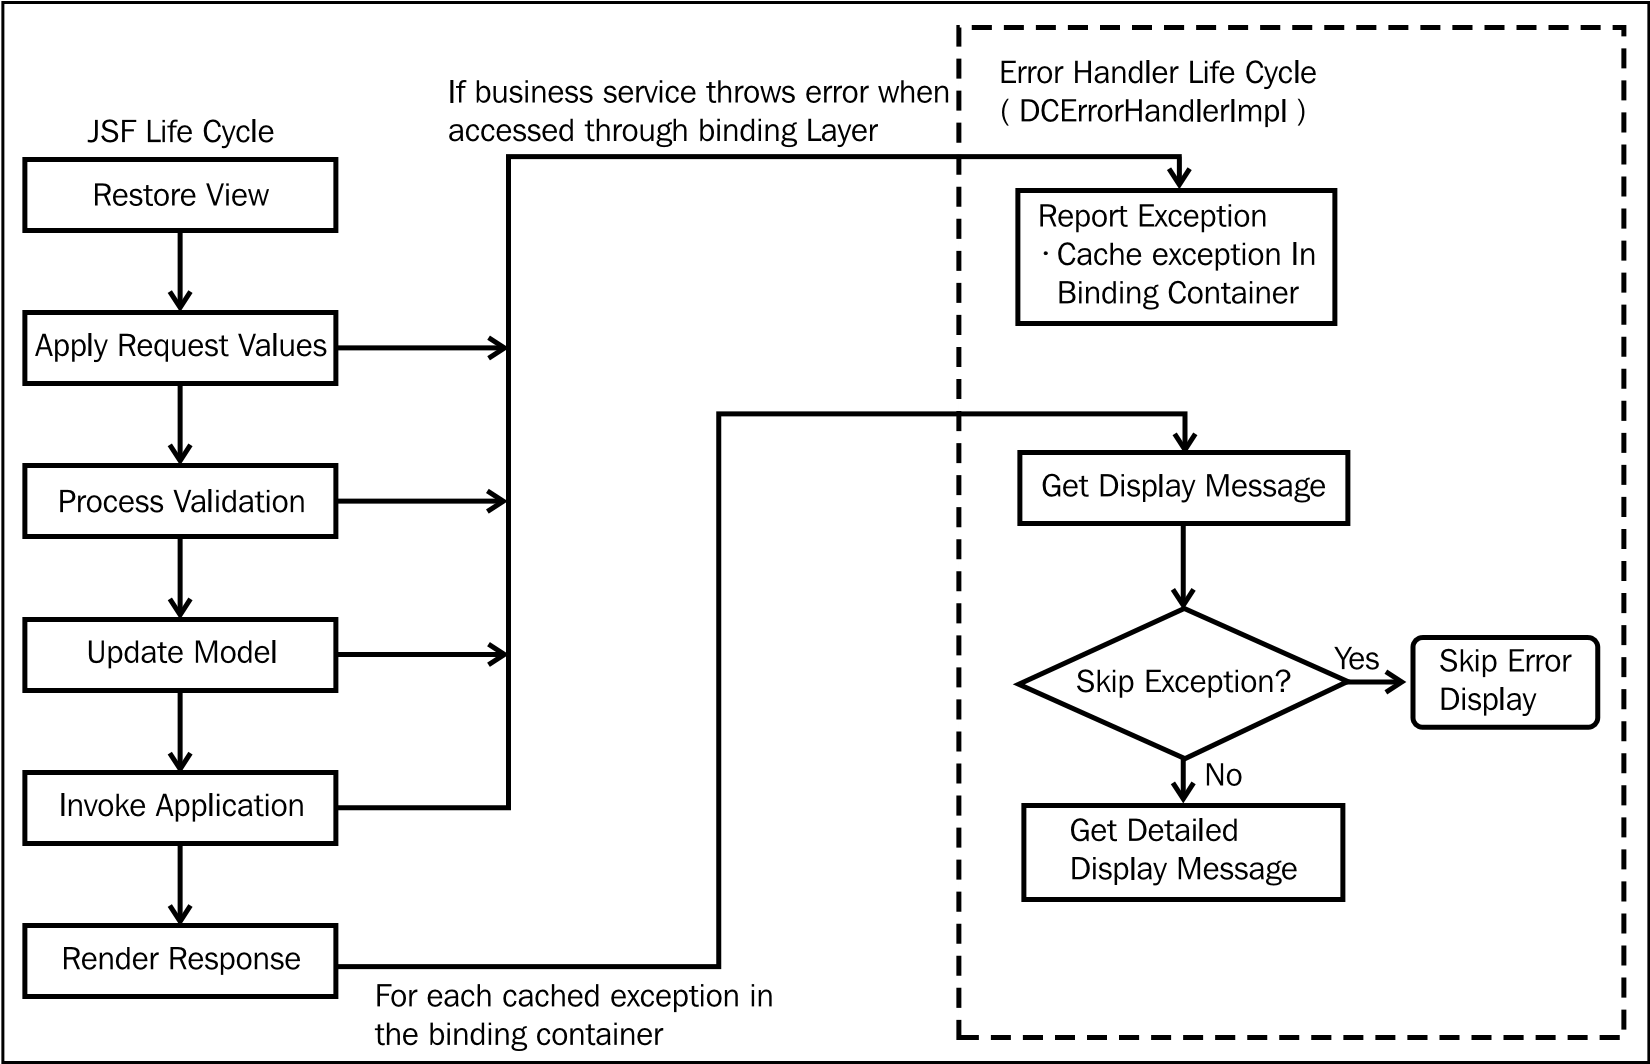 JSF Life Cycle
Restore View
Apply Request Values
Process Validation
Update Model
Invoke Application
Render Response
If business service throws error when
accessed through binding Layer
For each cached exception in
the binding container
Error Handler Life Cycle
( DCErrorHandlerImpl )
Report Exception
· Cache exception In
Binding Container
Get Display Message
Skip Exception?
Yes
Skip Error
Display
No
Get Detailed
Display Message